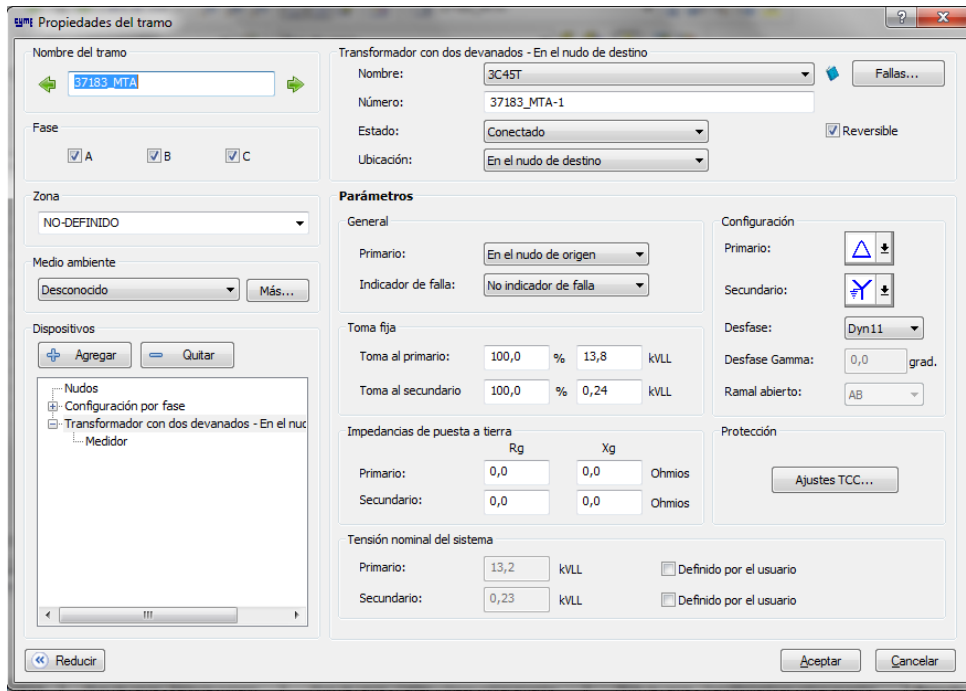 Propiedades del tramo
Nombre del tramo
37183_MTA
Fase
A B C
Zona
NO-DEFINIDO
Medio ambiente
Desconocido Más...
Dispositivos
Agregar Quitar
Nudos
Configuración por fase
Transformador con dos devanados - En el nuc
Medidor
Reducir
Transformador con dos devanados - En el nudo de destino
Nombre: 3C45T Fallas...
Número: 37183_MTA-1
Estado: Conectado Reversible
Ubicación: En el nudo de destino
Parámetros
General
Primario: En el nudo de origen
Indicador de falla: No indicador de falla
Toma fija
Toma al primario: 100,0 % 13,8 kVLL
Toma al secundario 100,0 % 0,24 kVLL
Impedancias de puesta a tierra
Rg Xg
Primario: 0,0 0,0 Ohmios
Secundario: 0,0 0,0 Ohmios
Configuración
Primario:
Secundario:
Desfase: Dyn11
Desfase Gamma: 0,0 grad.
Ramal abierto: AB
Protección
Ajustes TCC...
Tensión nominal del sistema
Primario: 13,2 kVLL Definido por el usuario
Secundario: 0,23 kVLL Definido por el usuario
Aceptar Cancelar